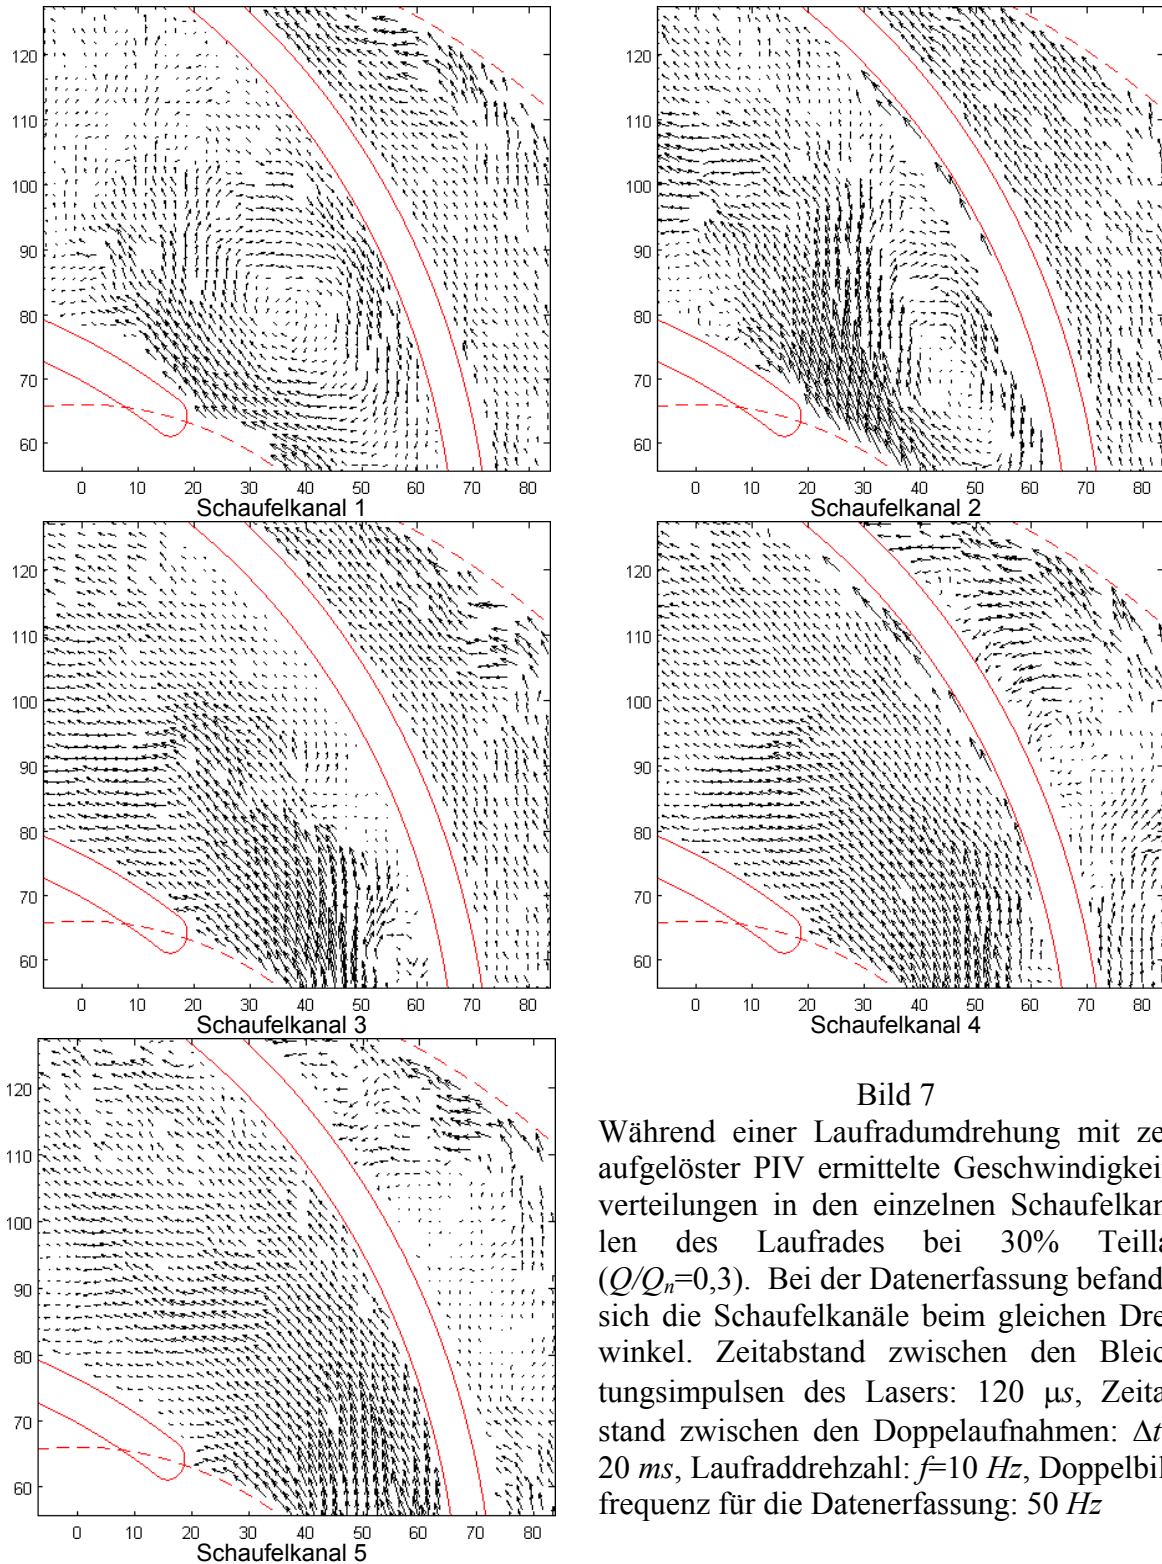 120
110
100
90
80
70
60
0 10 20 30 40 50 60 70 80
Schaufelkanal 1
120
110
100
90
80
70
60
0 10 20 30 40 50 60 70 80
Schaufelkanal 2
120
110
100
90
80
70
60
0 10 20 30 40 50 60 70 80
Schaufelkanal 3
120
110
100
90
80
70
60
0 10 20 30 40 50 60 70 80
Schaufelkanal 4
120
110
100
90
80
70
60
0 10 20 30 40 50 60 70 80
Schaufelkanal 5
Bild 7
Während einer Laufradumdrehung mit ze
aufgelöster PIV ermittelte Geschwindigkei
verteilungen in den einzelnen Schaufelkan
len des Laufrades bei 30% Teilla
(Q/Qn=0,3). Bei der Datenerfassung befand
sich die Schaufelkanäle beim gleichen Dre
winkel. Zeitabstand zwischen den Bleic
tungsimpulsen des Lasers: 120 μs, Zeita
stand zwischen den Doppelaufnahmen: Δt
20 ms, Laufraddrehzahl: f=10 Hz, Doppelbil
frequenz für die Datenerfassung: 50 Hz